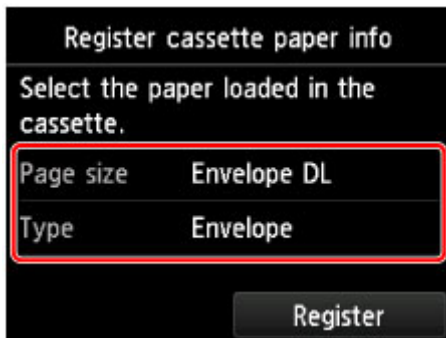 Register cassette paper info
Select the paper loaded in the
cassette.
Page size Envelope DL
Type Envelope
Register